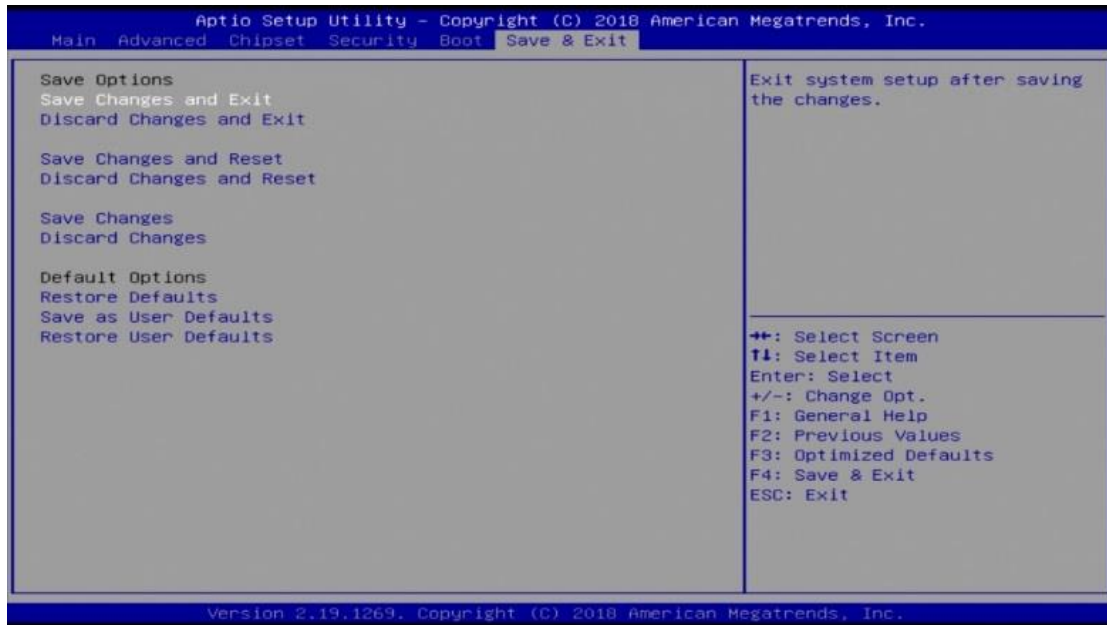 Aptio Setup Utility – Copyright (C) 2018 American Megatrends, Inc.
Main Advanced Chipset Security Boot Save & Exit
Save Options
Save Changes and Exit
Discard Changes and Exit
Save Changes and Reset
Discard Changes and Reset
Save Changes
Discard Changes
Default Options
Restore Defaults
Save as User Defaults
Restore User Defaults
Exit system setup after saving
the changes.
→←: Select Screen
↑↓: Select Item
Enter: Select
+/-: Change Opt.
F1: General Help
F2: Previous Values
F3: Optimized Defaults
F4: Save & Exit
ESC: Exit
Version 2.19.1269. Copyright (C) 2018 American Megatrends, Inc.